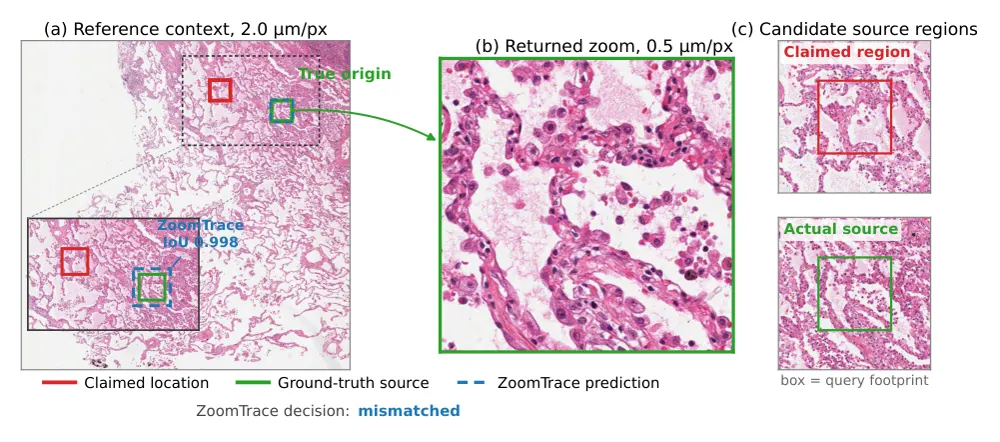 (a) Reference context, 2.0 μm/px
True origin
ZoomTrace
IoU 0.998
(b) Returned zoom, 0.5 μm/px
(c) Candidate source regions
Claimed region
Actual source
box = query footprint
Claimed location
Ground-truth source
ZoomTrace prediction
ZoomTrace decision: mismatched